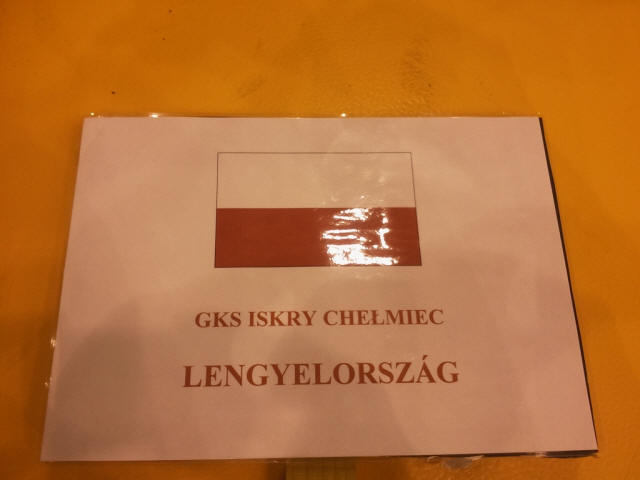 GKS ISKRY CHEŁMIEC
LENGYELORSZÁG